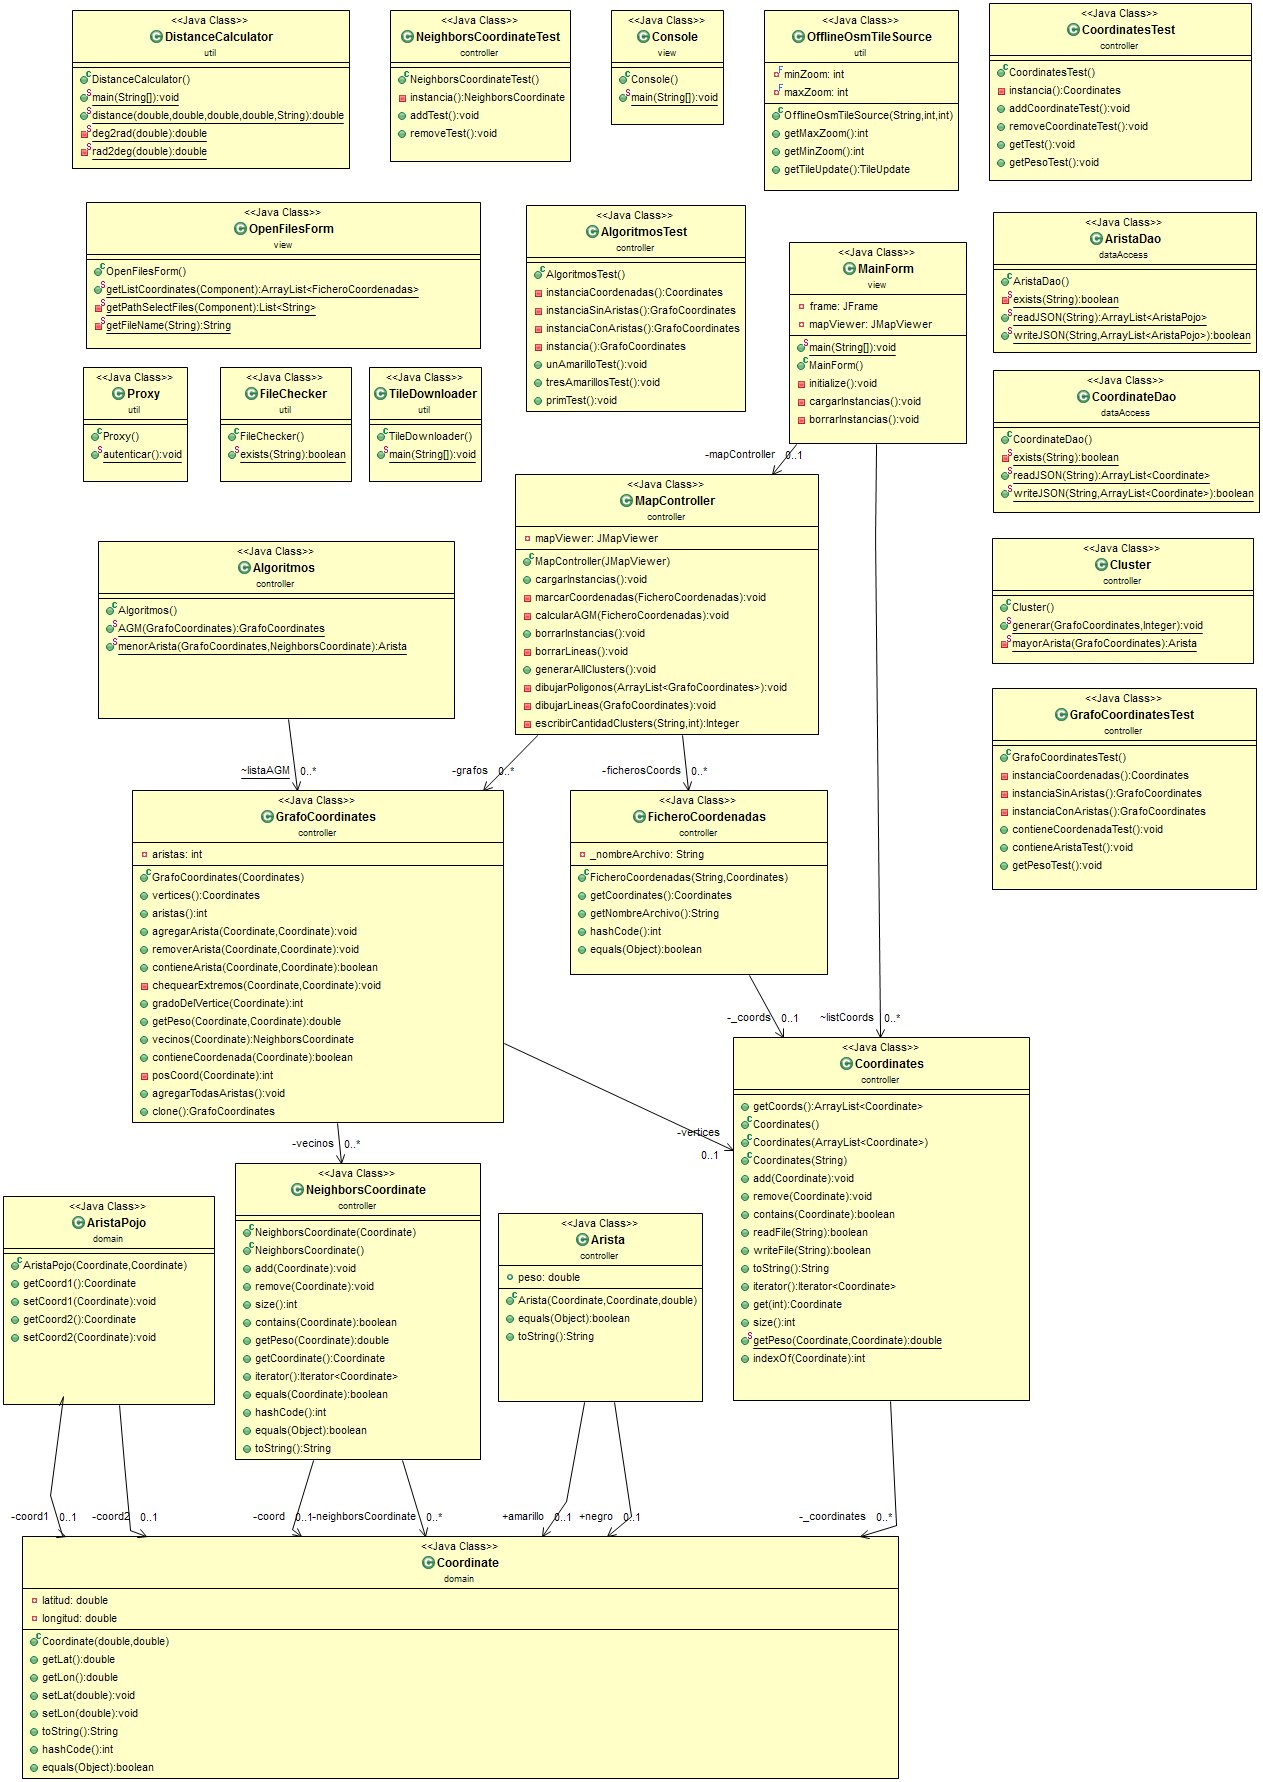 <<Java Class>>
DistanceCalculator
util
DistanceCalculator()
main(String[]):void
distance(double,double,double,double,String):double
deg2rad(double):double
rad2deg(double):double
<<Java Class>>
NeighborsCoordinateTest
controller
NeighborsCoordinateTest()
instancia():NeighborsCoordinate
addTest():void
removeTest():void
<<Java Class>>
Console
view
Console()
main(String[]):void
<<Java Class>>
OfflineOsmTileSource
util
minZoom: int
maxZoom: int
OfflineOsmTileSource(String,int,int)
getMaxZoom():int
getMinZoom():int
getTileUpdate():TileUpdate
<<Java Class>>
CoordinatesTest
controller
CoordinatesTest()
instancia():Coordinates
addCoordinateTest():void
removeCoordinateTest():void
getTest():void
getPesoTest():void
<<Java Class>>
OpenFilesForm
view
OpenFilesForm()
getListCoordinates(Component):ArrayList<FicheroCoordenadas>
getPathSelectFiles(Component):List<String>
getFileName(String):String
<<Java Class>>
AlgoritmosTest
controller
AlgoritmosTest()
instanciaCoordenadas():Coordinates
instanciaSinAristas():GrafoCoordinates
instanciaConAristas():GrafoCoordinates
instancia():GrafoCoordinates
unAmarilloTest():void
tresAmarillosTest():void
primTest():void
<<Java Class>>
MainForm
view
frame: JFrame
mapViewer: JMapViewer
main(String[]):void
MainForm()
initialize():void
cargarInstancias():void
borrarInstancias():void
<<Java Class>>
AristaDao
dataAccess
AristaDao()
exists(String):boolean
readJSON(String):ArrayList<AristaPojo>
writeJSON(String,ArrayList<AristaPojo>):boolean
<<Java Class>>
Proxy
util
Proxy()
autenticar():void
<<Java Class>>
FileChecker
util
FileChecker()
exists(String):boolean
<<Java Class>>
TileDownloader
util
TileDownloader()
main(String[]):void
<<Java Class>>
CoordinateDao
dataAccess
CoordinateDao()
exists(String):boolean
readJSON(String):ArrayList<Coordinate>
writeJSON(String,ArrayList<Coordinate>):boolean
-mapController 0..1
<<Java Class>>
MapController
controller
mapViewer: JMapViewer
MapController(JMapViewer)
cargarInstancias():void
marcarCoordenadas(FicheroCoordenadas):void
calcularAGM(FicheroCoordenadas):void
borrarInstancias():void
borrarLineas():void
generarAllClusters():void
dibujarPoligonos(ArrayList<GrafoCoordinates>):void
dibujarLineas(GrafoCoordinates):void
escribirCantidadClusters(String,int):Integer
<<Java Class>>
Algoritmos
controller
Algoritmos()
AGM(GrafoCoordinates):GrafoCoordinates
menorArista(GrafoCoordinates,NeighborsCoordinate):Arista
<<Java Class>>
Cluster
controller
Cluster()
generar(GrafoCoordinates,Integer):void
mayorArista(GrafoCoordinates):Arista
<<Java Class>>
GrafoCoordinatesTest
controller
GrafoCoordinatesTest()
instanciaCoordenadas():Coordinates
instanciaSinAristas():GrafoCoordinates
instanciaConAristas():GrafoCoordinates
contieneCoordenadaTest():void
contieneAristaTest():void
getPesoTest():void
~listaAGM 0..*
-grafos 0..*
-ficherosCoords 0..*
<<Java Class>>
GrafoCoordinates
controller
aristas: int
GrafoCoordinates(Coordinates)
vertices():Coordinates
aristas():int
agregarArista(Coordinate,Coordinate):void
removerArista(Coordinate,Coordinate):void
contieneArista(Coordinate,Coordinate):boolean
chequearExtremos(Coordinate,Coordinate):void
gradoDelVertice(Coordinate):int
getPeso(Coordinate,Coordinate):double
vecinos(Coordinate):NeighborsCoordinate
contieneCoordenada(Coordinate):boolean
posCoord(Coordinate):int
agregarTodasAristas():void
clone():GrafoCoordinates
<<Java Class>>
FicheroCoordenadas
controller
_nombreArchivo: String
FicheroCoordenadas(String,Coordinates)
getCoordinates():Coordinates
getNombreArchivo():String
hashCode():int
equals(Object):boolean
-_coords 0..1
~listCoords 0..*
<<Java Class>>
Coordinates
controller
getCoords():ArrayList<Coordinate>
Coordinates()
Coordinates(ArrayList<Coordinate>)
Coordinates(String)
add(Coordinate):void
remove(Coordinate):void
contains(Coordinate):boolean
readFile(String):boolean
writeFile(String):boolean
toString():String
iterator():Iterator<Coordinate>
get(int):Coordinate
size():int
getPeso(Coordinate,Coordinate):double
indexOf(Coordinate):int
-vecinos 0..*
-vertices
0..1
<<Java Class>>
AristaPojo
domain
AristaPojo(Coordinate,Coordinate)
getCoord1():Coordinate
setCoord1(Coordinate):void
getCoord2():Coordinate
setCoord2(Coordinate):void
<<Java Class>>
NeighborsCoordinate
controller
NeighborsCoordinate(Coordinate)
NeighborsCoordinate()
add(Coordinate):void
remove(Coordinate):void
size():int
contains(Coordinate):boolean
getPeso(Coordinate):double
getCoordinate():Coordinate
iterator():Iterator<Coordinate>
equals(Coordinate):boolean
hashCode():int
equals(Object):boolean
toString():String
<<Java Class>>
Arista
controller
peso: double
Arista(Coordinate,Coordinate,double)
equals(Object):boolean
toString():String
-coord1 0..1
-coord2 0..1
-coord 0..1
-neighborsCoordinate 0..*
+amarillo 0..1
+negro 0..1
-_coordinates 0..*
<<Java Class>>
Coordinate
domain
latitud: double
longitud: double
Coordinate(double,double)
getLat():double
getLon():double
setLat(double):void
setLon(double):void
toString():String
hashCode():int
equals(Object):boolean